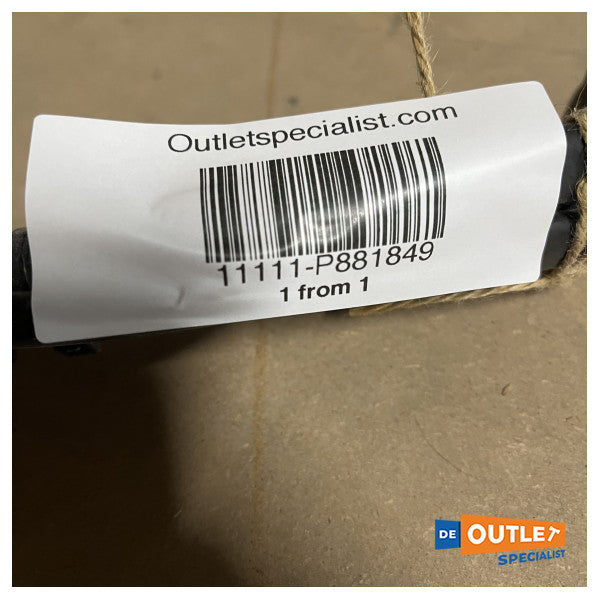 Outletspecialist.com
11111-P881849
1 from 1
DE OUTLET
SPECIALIST